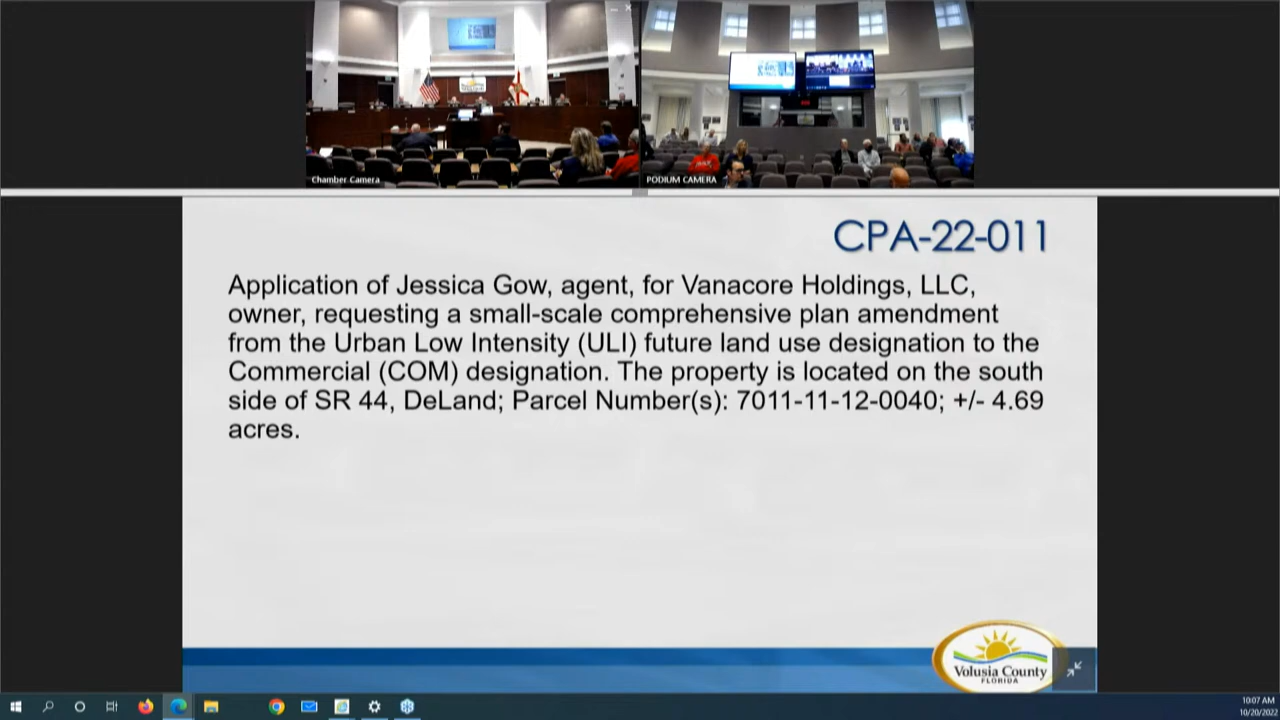 Chamber Camera
PODIUM CAMERA
CPA-22-011
Application of Jessica Gow, agent, for Vanacore Holdings, LLC,
owner, requesting a small-scale comprehensive plan amendment
from the Urban Low Intensity (ULI) future land use designation to the
Commercial (COM) designation. The property is located on the south
side of SR 44, DeLand; Parcel Number(s): 7011-11-12-0040; +/- 4.69
acres.
Volusia County
FLORIDA
10:07 AM
10/20/2022